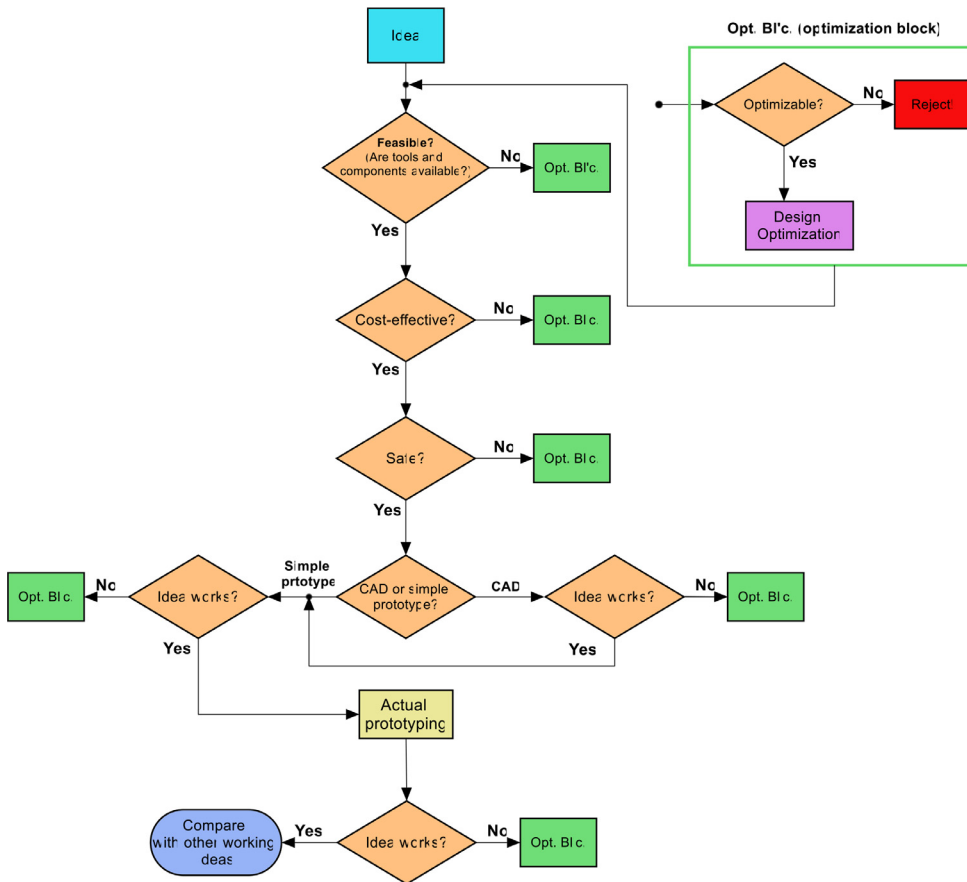 Idea
Opt. Bl'c. (optimization block)
Optimizable?
No
Reject!
Yes
Design
Optimization
Feasible?
(Are tools and
components available?)
No
Opt. Bl'c.
Yes
Cost-effective?
No
Opt. Bl'c.
Yes
Safe?
No
Opt. Bl'c.
Yes
Simple
prtotype
CAD or simple
prototype?
CAD
Idea works?
No
Opt. Bl'c.
Yes
Idea works?
No
Opt. Bl'c.
Yes
Actual
prototyping
Idea works?
No
Opt. Bl'c.
Yes
Compare
with other working
deas